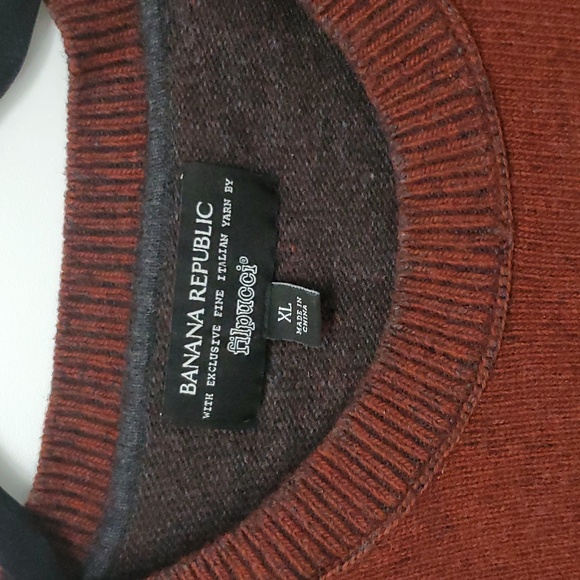 BANANA REPUBLIC
WITH EXCLUSIVE FINE ITALIAN YARN BY
filpucci®
XL
MADE IN
CHINA